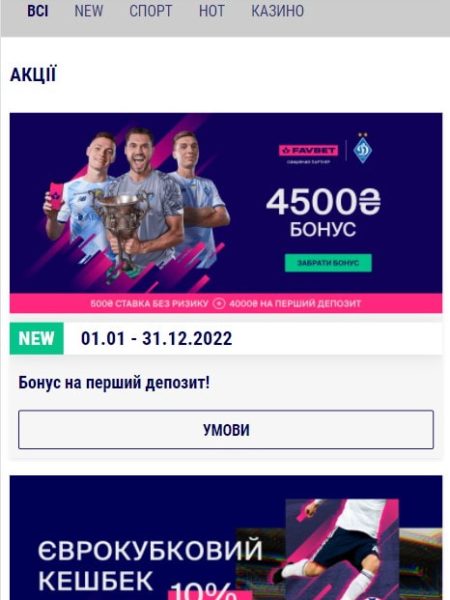 ВСІ NEW СПОРТ HOT КАЗИНО
АКЦІЇ
FAVBET
ОФІЦІЙНИЙ ПАРТНЕР
4500₴
БОНУС
ЗАБРАТИ БОНУС
500₴ СТАВКА БЕЗ РИЗИКУ + 4000₴ НА ПЕРШИЙ ДЕПОЗИТ
NEW 01.01 - 31.12.2022
Бонус на перший депозит!
УМОВИ
ЄВРОКУБКОВИЙ
КЕШБЕК 10%